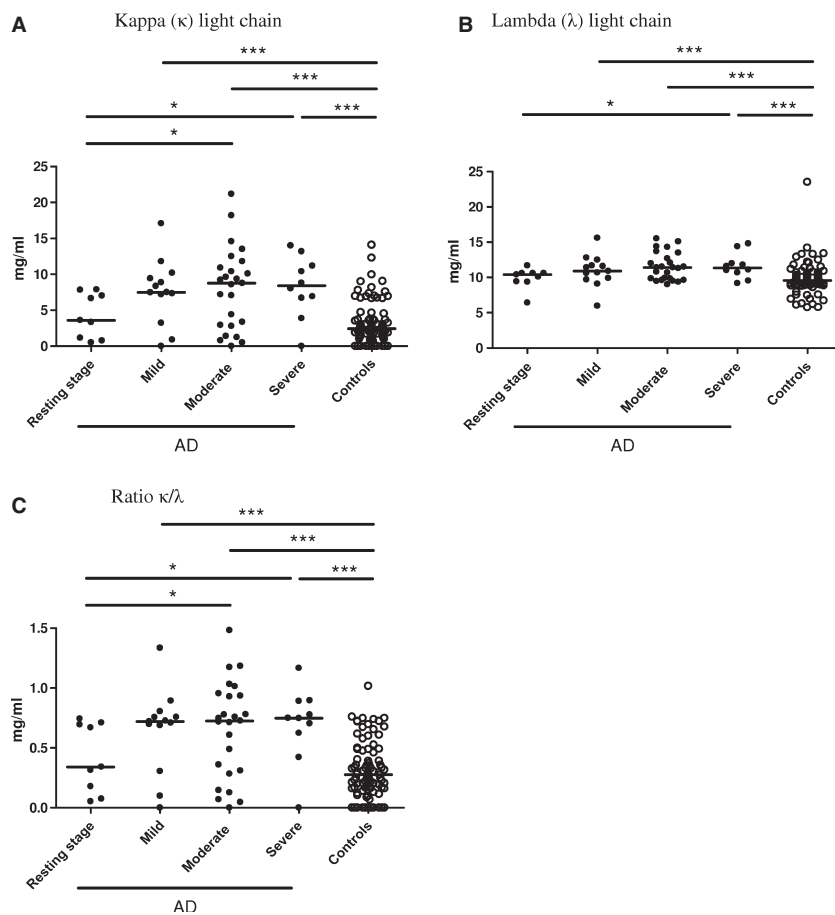 A
Kappa (κ) light chain
***
***
*
***
*
25
20
15
10
5
0
mg/ml
Resting stage
Mild
Moderate
Severe
Controls
AD
B
Lambda (λ) light chain
***
***
*
***
25
20
15
10
5
0
mg/ml
Resting stage
Mild
Moderate
Severe
Controls
AD
C
Ratio κ/λ
***
***
*
***
*
1.5
1.0
0.5
0.0
mg/ml
Resting stage
Mild
Moderate
Severe
Controls
AD